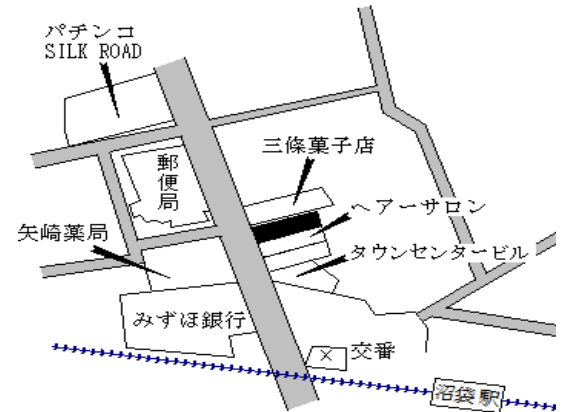 パチンコ
SILK ROAD
三條菓子店
郵便局
ヘアーサロン
矢崎薬局
タウンセンタービル
みずほ銀行
交番
沼袋駅